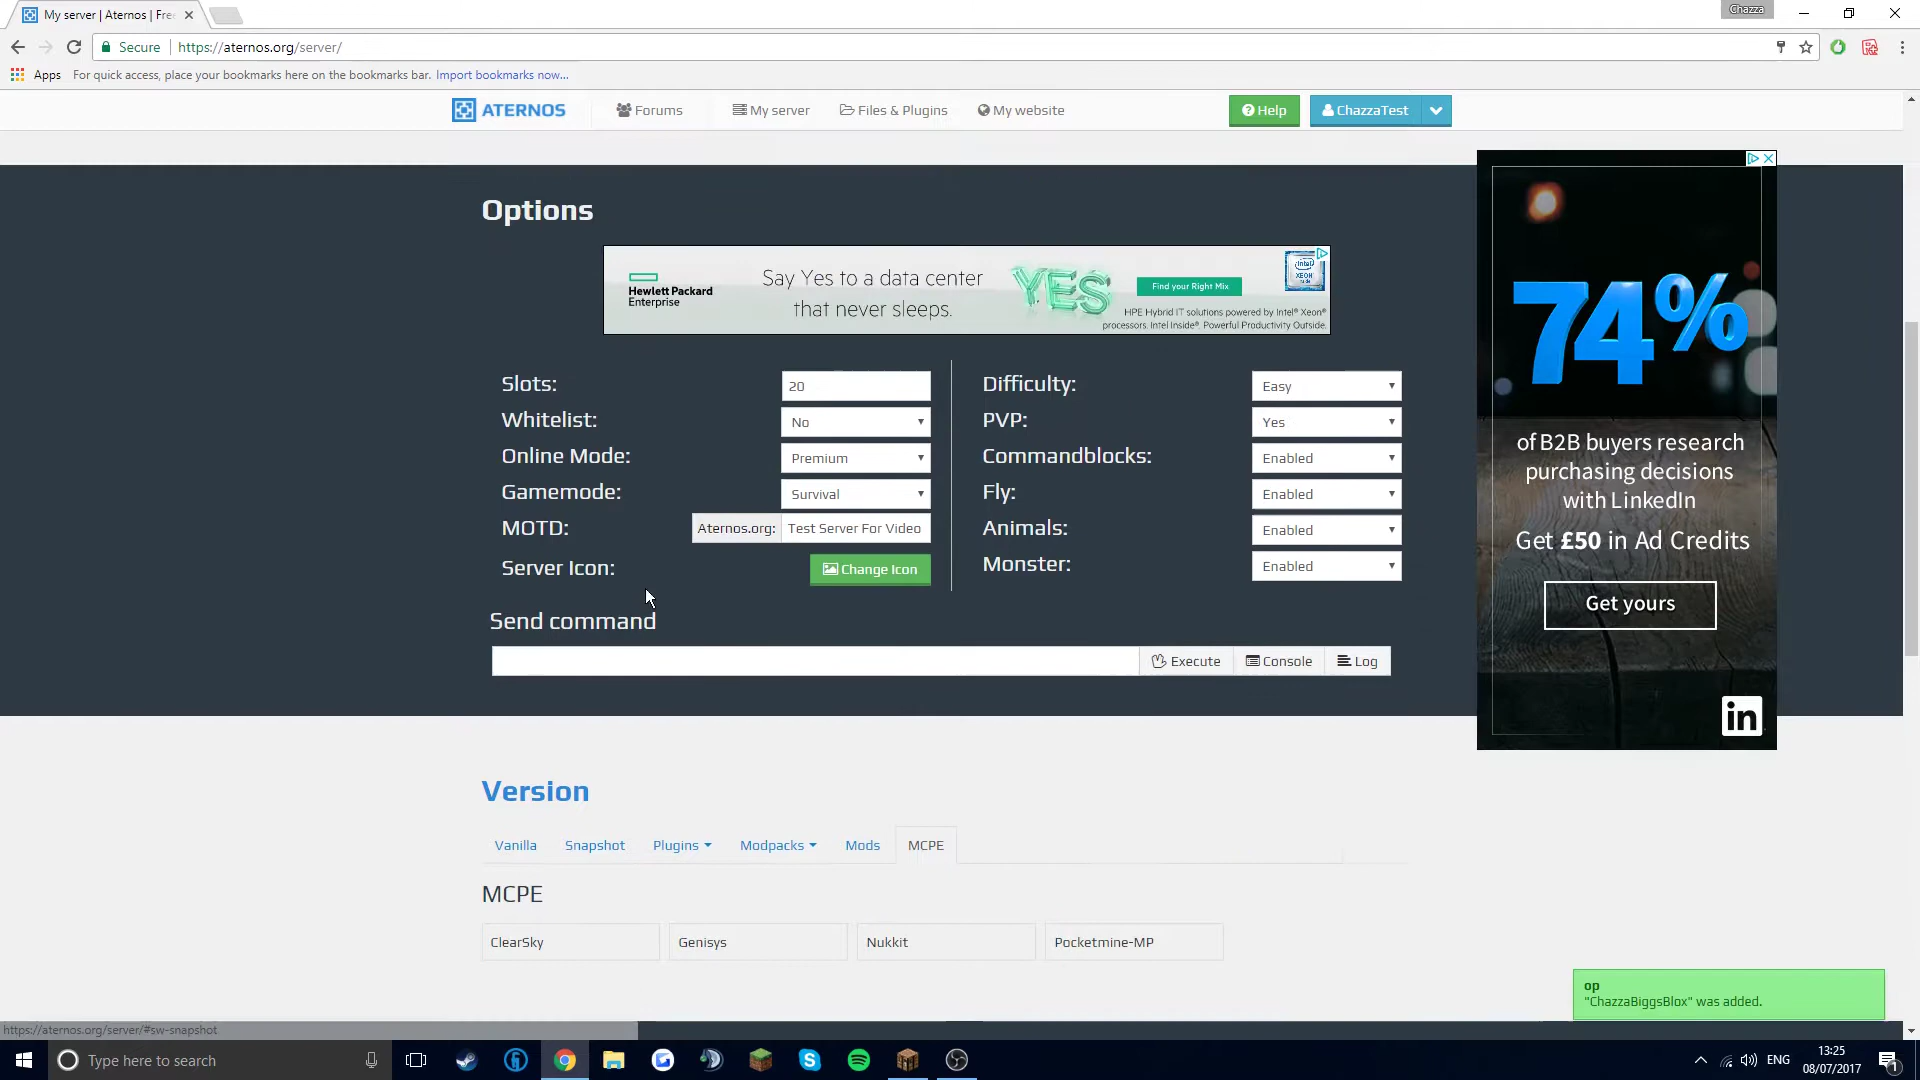 My server | Aternos | Free
Chazza
Secure
https://aternos.org/server/
Apps
For quick access, place your bookmarks here on the bookmarks bar. Import bookmarks now...
ATERNOS
Forums
My server
Files & Plugins
My website
Help
ChazzaTest
Options
Hewlett Packard
Enterprise
Say Yes to a data center
that never sleeps.
YES
Find your Right Mix
HPE Hybrid IT solutions powered by Intel® Xeon®
processors. Intel Inside®. Powerful Productivity Outside.
Slots:
20
Whitelist:
No
Online Mode:
Premium
Gamemode:
Survival
MOTD:
Aternos.org:
Test Server For Video
Server Icon:
Change Icon
Difficulty:
Easy
PVP:
Yes
Commandblocks:
Enabled
Fly:
Enabled
Animals:
Enabled
Monster:
Enabled
74%
of B2B buyers research
purchasing decisions
with LinkedIn
Get £50 in Ad Credits
Get yours
in
Send command
Execute
Console
Log
Version
Vanilla
Snapshot
Plugins
Modpacks
Mods
MCPE
MCPE
ClearSky
Genisys
Nukkit
Pocketmine-MP
op
"ChazzaBiggsBlox" was added.
https://aternos.org/server/#sw-snapshot
Type here to search
ENG
13:25
08/07/2017
1